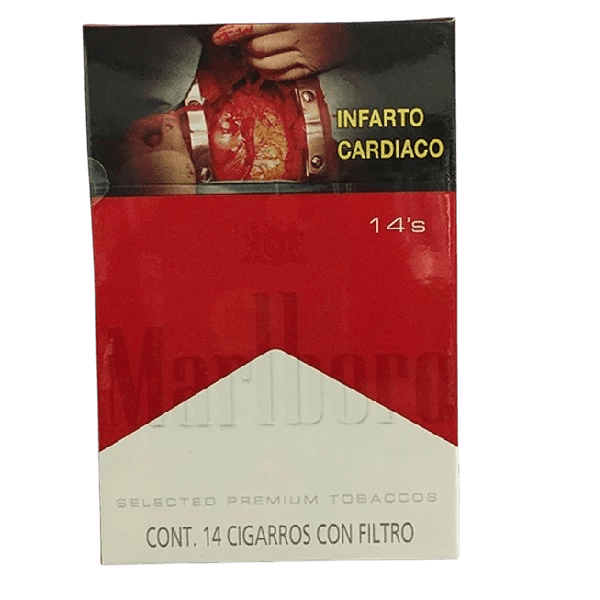 INFARTO
CARDIACO
14's
Marlboro
SELECTED PREMIUM TOBACCOS
CONT. 14 CIGARROS CON FILTRO